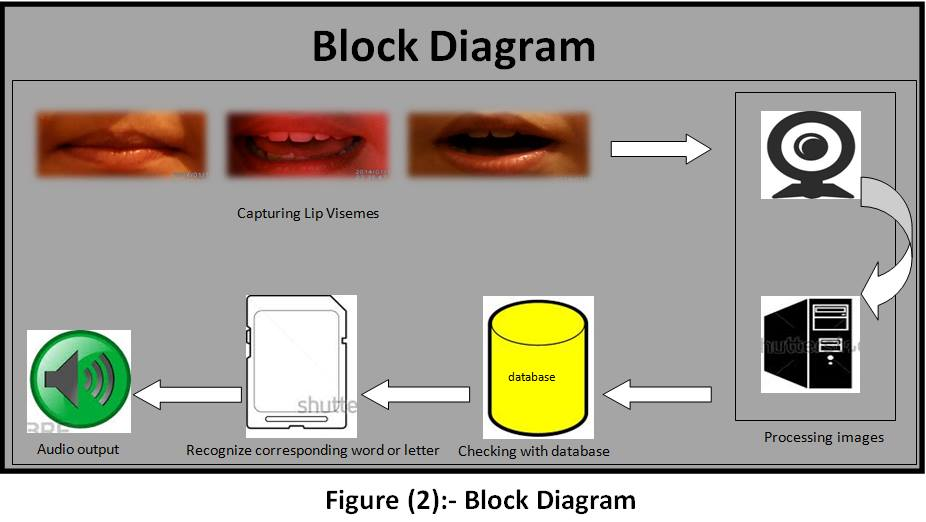 Block Diagram
Capturing Lip Visemes
database
shutte
Audio output
Recognize corresponding word or letter
Checking with database
Processing images
Figure (2):- Block Diagram